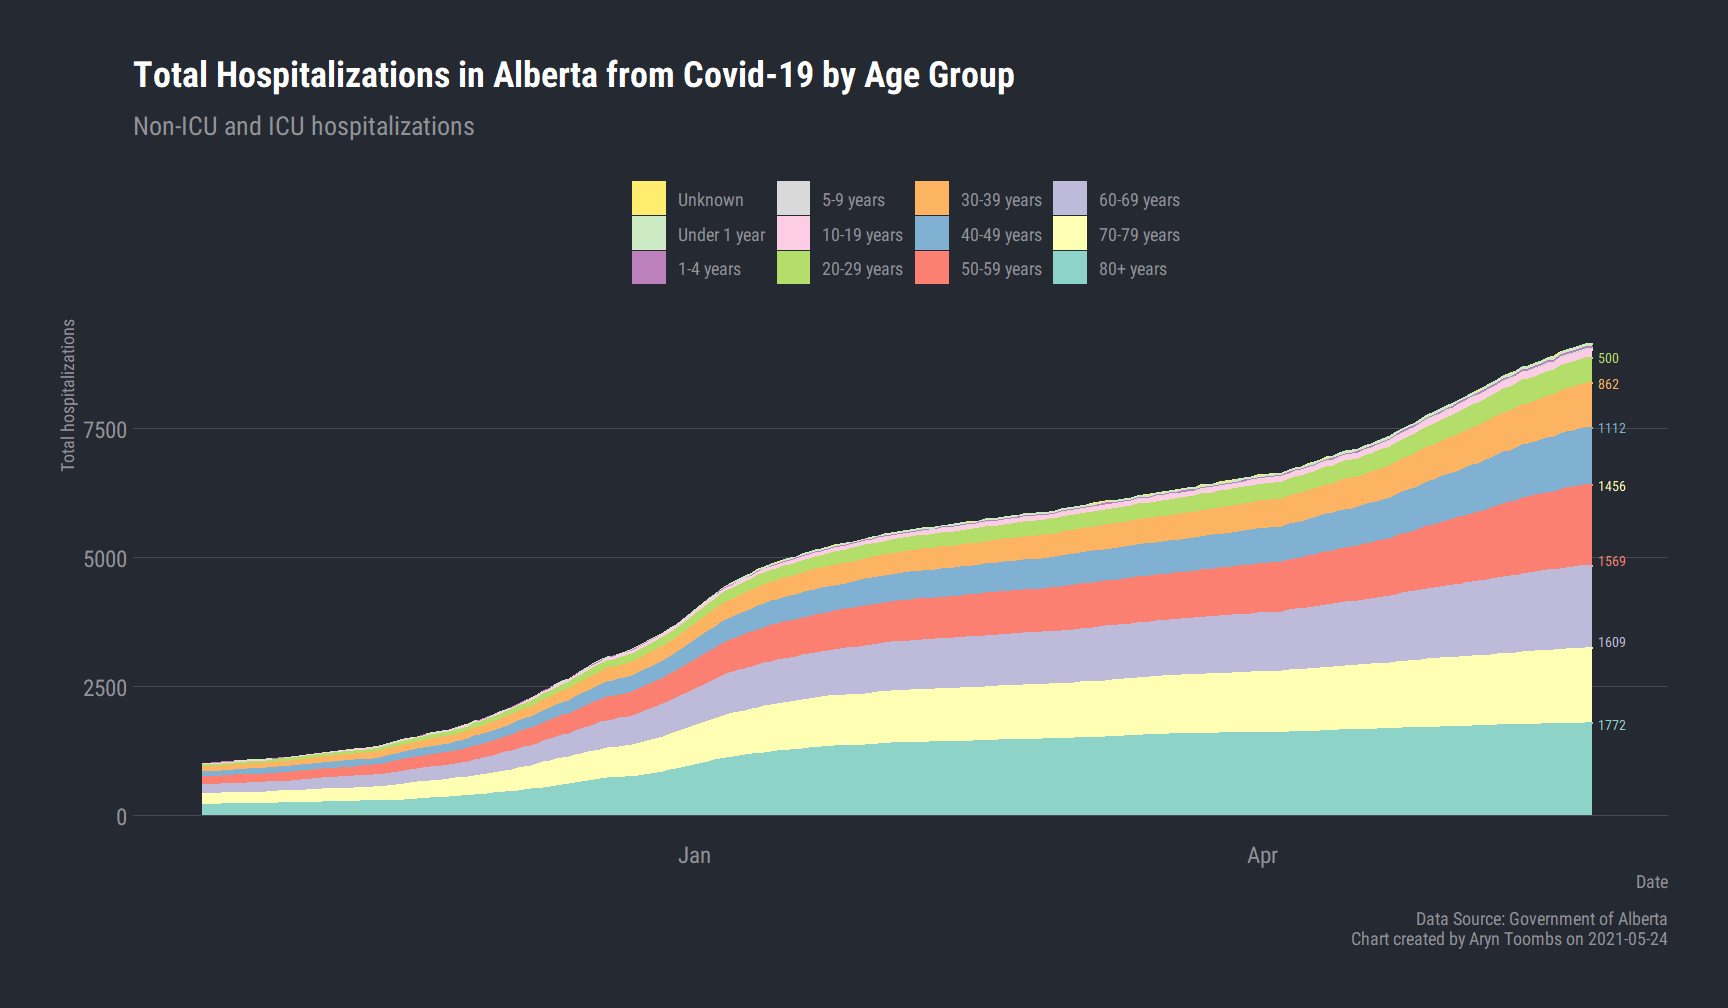 Total Hospitalizations in Alberta from Covid-19 by Age Group
Non-ICU and ICU hospitalizations
Unknown
Under 1 year
1-4 years
5-9 years
10-19 years
20-29 years
30-39 years
40-49 years
50-59 years
60-69 years
70-79 years
80+ years
Total hospitalizations
7500
5000
2500
0
500
862
1112
1456
1569
1609
1772
Jan
Apr
Date
Data Source: Government of Alberta
Chart created by Aryn Toombs on 2021-05-24